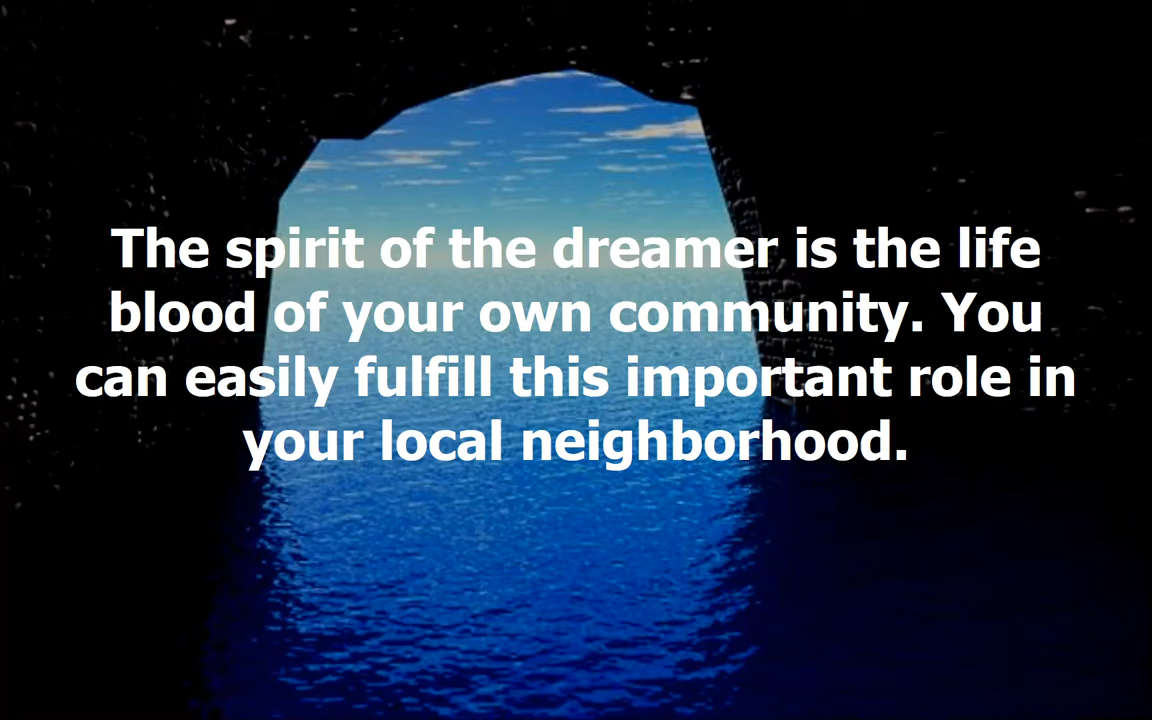 The spirit of the dreamer is the life
blood of your own community. You
can easily fulfill this important role in
your local neighborhood.